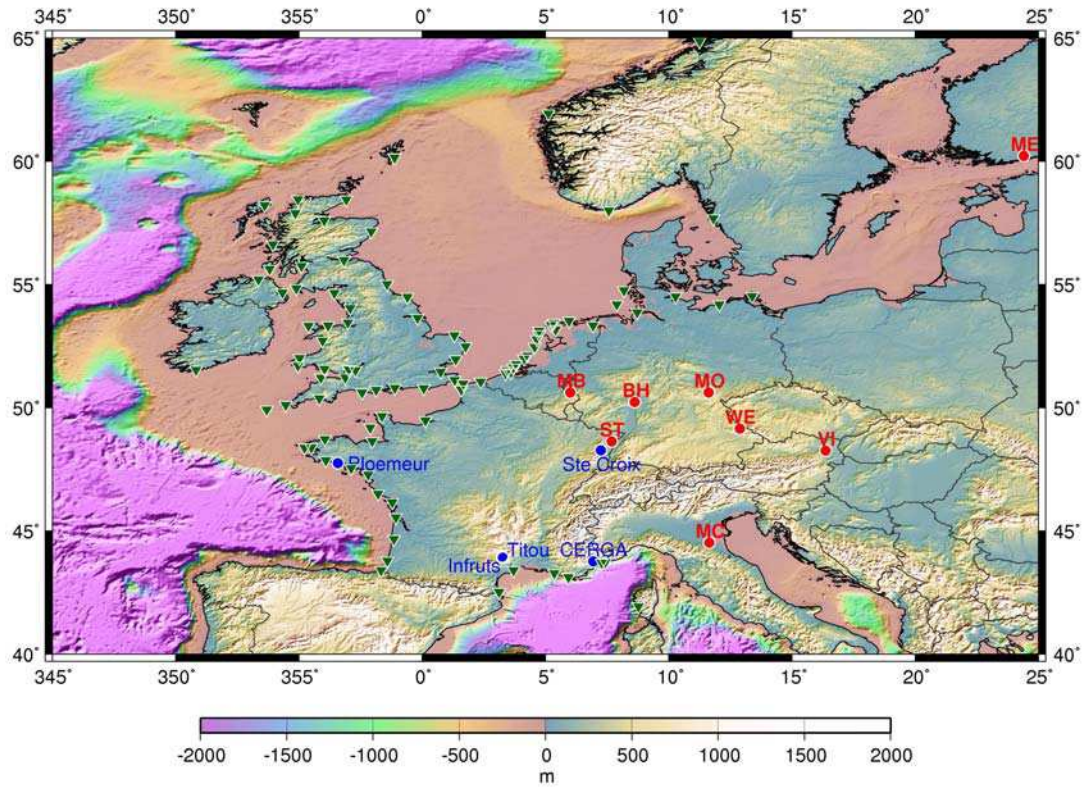 345° 350° 355° 0° 5° 10° 15° 20° 25°
65° 65°
ME
60° 60°
55° 55°
MB BH MO
50° 50°
WE
ST VI
Ploemeur Ste Croix
45° MC 45°
Titou CERGA
Infruts
40° 40°
345° 350° 355° 0° 5° 10° 15° 20° 25°
-2000 -1500 -1000 -500 0 500 1000 1500 2000
m